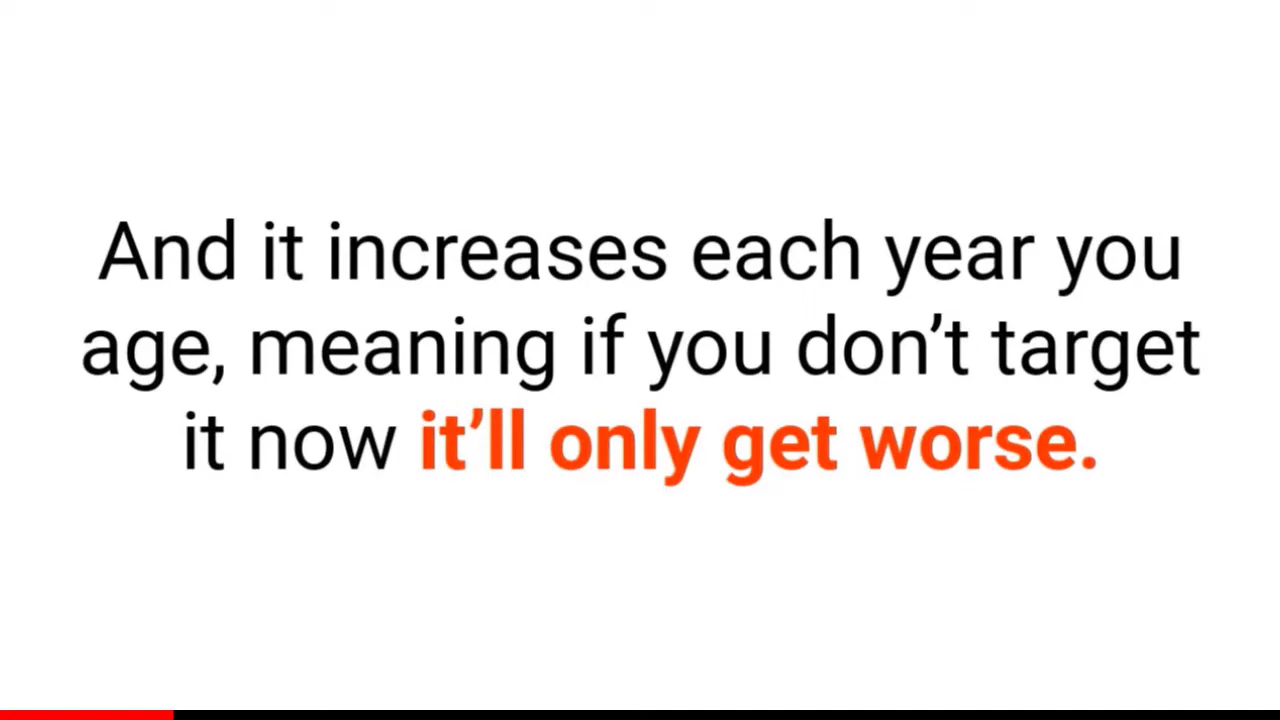 And it increases each year you
age, meaning if you don’t target
it now it’ll only get worse.